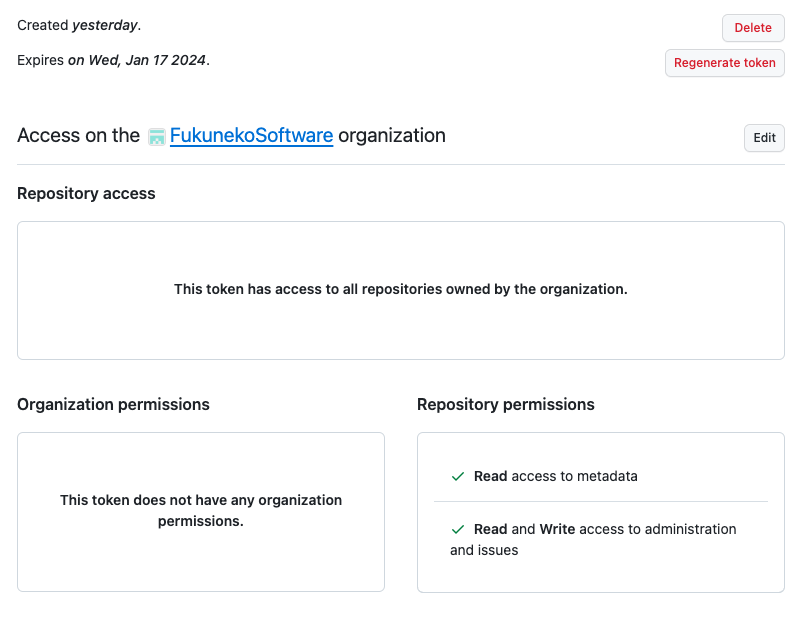 Created yesterday.
Delete
Expires on Wed, Jan 17 2024.
Regenerate token
Access on the FukunekoSoftware organization
Edit
Repository access
This token has access to all repositories owned by the organization.
Organization permissions
This token does not have any organization
permissions.
Repository permissions
Read access to metadata
Read and Write access to administration
and issues